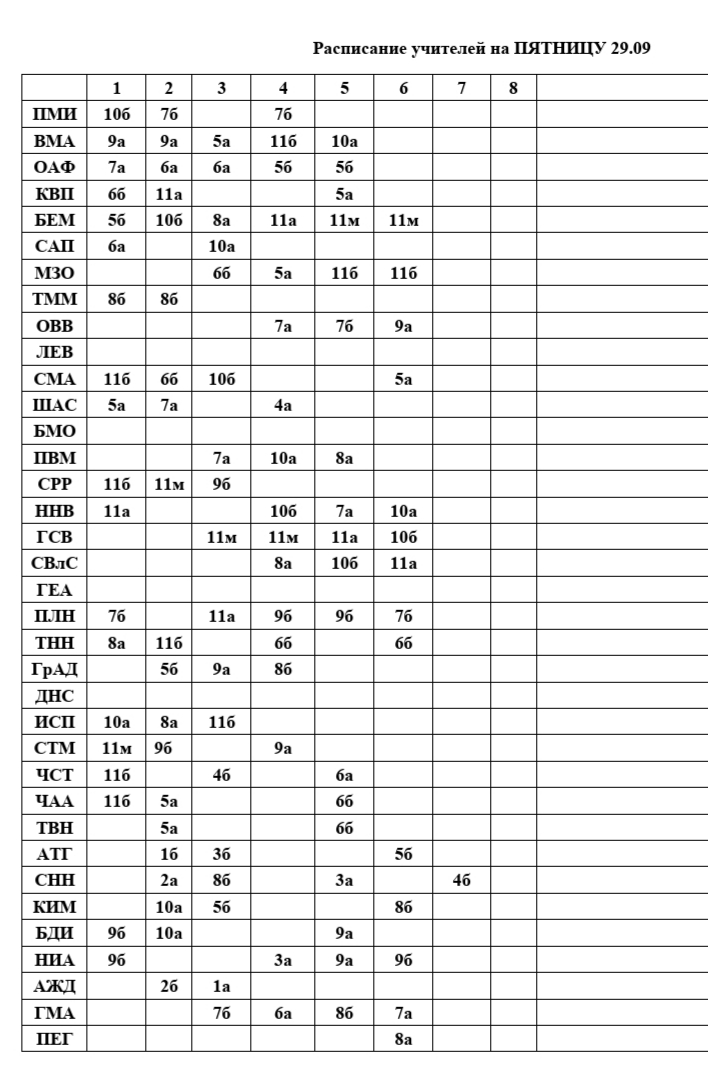 Расписание учителей на ПЯТНИЦУ 29.09
1 2 3 4 5 6 7 8
ПМИ 10б 7б 7б
ВМА 9а 9а 5а 11б 10а
ОАФ 7а 6а 6а 5б 5б
КВП 6б 11а 5а
БЕМ 5б 10б 8а 11а 11м 11м
САП 6а 10а
МЗО 6б 5а 11б 11б
ТММ 8б 8б
ОВВ 7а 7б 9а
ЛЕВ
СМА 11б 6б 10б 5а
ШАС 5а 7а 4а
БМО
ПВМ 7а 10а 8а
СРР 11б 11м 9б
ННВ 11а 10б 7а 10а
ГСВ 11м 11м 11а 10б
СВлС 8а 10б 11а
ГЕА
ПЛН 7б 11а 9б 9б 7б
ТНН 8а 11б 6б 6б
ГрАД 5б 9а 8б
ДНС
ИСП 10а 8а 11б
СТМ 11м 9б 9а
ЧСТ 11б 4б 6а
ЧАА 11б 5а 6б
ТВН 5а 6б
АТГ 1б 3б 5б
СНН 2а 8б 3а 4б
КИМ 10а 5б 8б
БДИ 9б 10а 9а
НИА 9б 3а 9а 9б
АЖД 2б 1а
ГМА 7б 6а 8б 7а
ПЕГ 8а